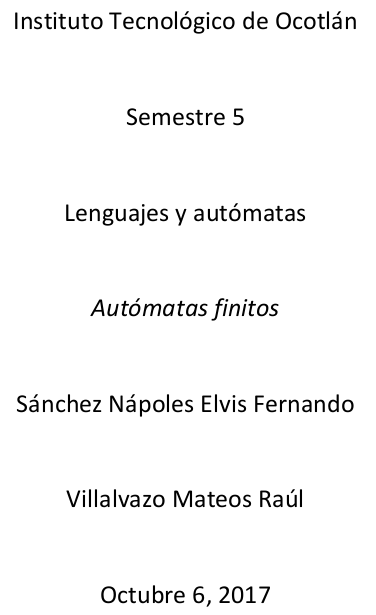 Instituto Tecnológico de Ocotlán
Semestre 5
Lenguajes y autómatas
Autómatas finitos
Sánchez Nápoles Elvis Fernando
Villalvazo Mateos Raúl
Octubre 6, 2017